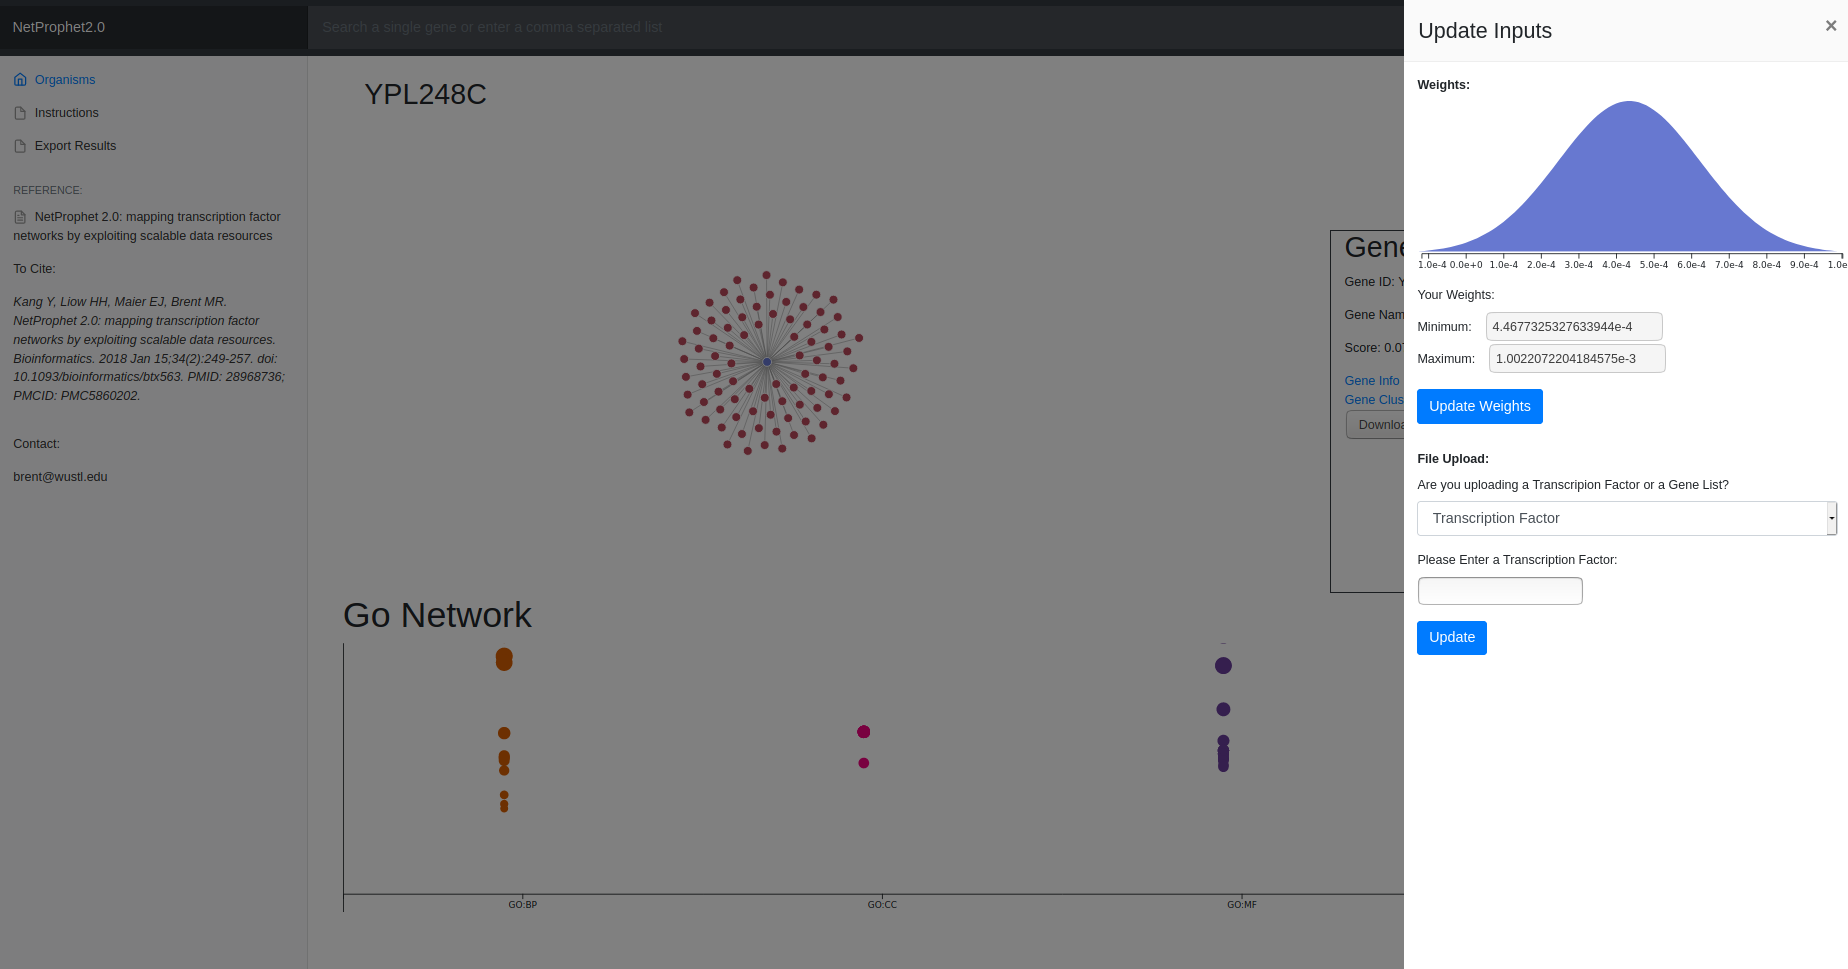 NetProphet2.0
Search a single gene or enter a comma separated list
Organisms
Instructions
Export Results
REFERENCE:
NetProphet 2.0: mapping transcription factor
networks by exploiting scalable data resources
To Cite:
Kang Y, Liow HH, Maier EJ, Brent MR.
NetProphet 2.0: mapping transcription factor
networks by exploiting scalable data resources.
Bioinformatics. 2018 Jan 15;34(2):249-257. doi:
10.1093/bioinformatics/btx563. PMID: 28968736;
PMCID: PMC5860202.
Contact:
brent@wustl.edu
YPL248C
Gene
Gene ID: Y
Gene Nam
Score: 0.07
Gene Info
Gene Clus
Downloa
Go Network
GO:BP
GO:CC
GO:MF
Update Inputs
×
Weights:
1.0e-4 0.0e+0 1.0e-4 2.0e-4 3.0e-4 4.0e-4 5.0e-4 6.0e-4 7.0e-4 8.0e-4 9.0e-4 1.0e
Your Weights:
Minimum: 4.4677325327633944e-4
Maximum: 1.0022072204184575e-3
Update Weights
File Upload:
Are you uploading a Transcripion Factor or a Gene List?
Transcription Factor
Please Enter a Transcription Factor:
Update